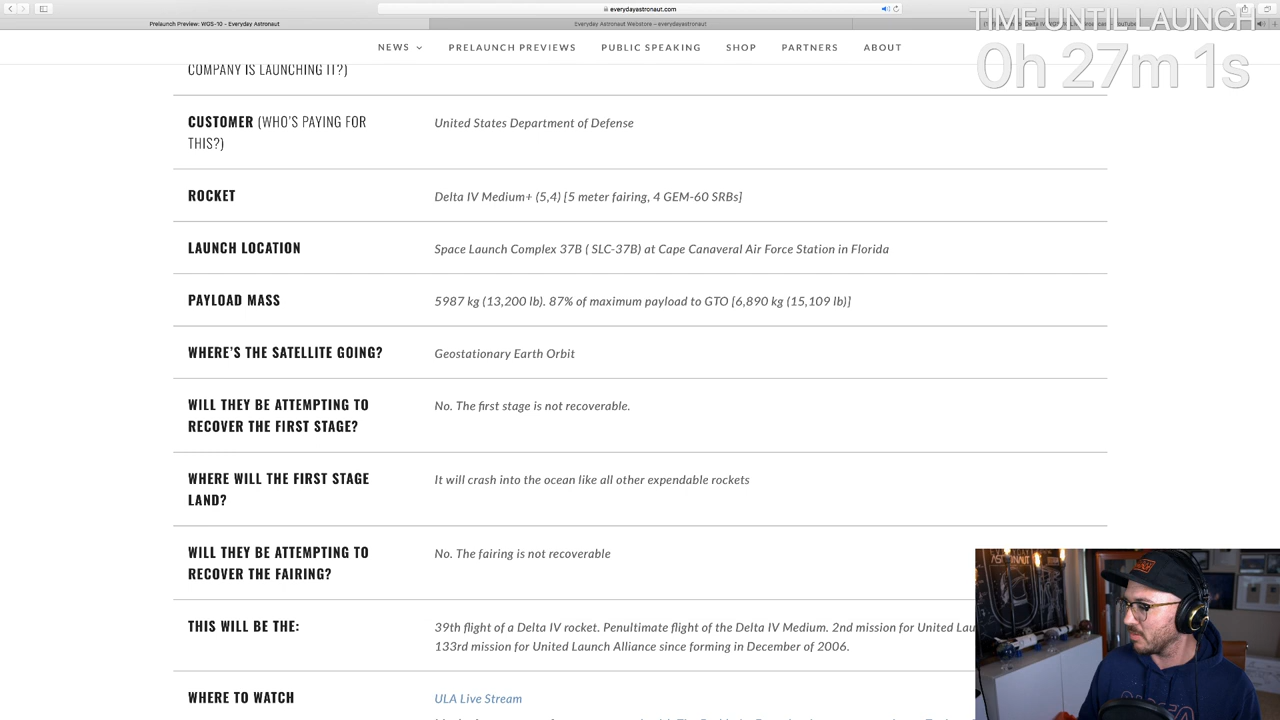 everydayastronaut.com
Prelaunch Preview: WGS-10 - Everyday Astronaut
Everyday Astronaut Webstore – everydayastronaut
TIME UNTIL LAUNCH
NEWS PRELAUNCH PREVIEWS PUBLIC SPEAKING SHOP PARTNERS ABOUT
0h 27m 1s
COMPANY IS LAUNCHING IT?)
CUSTOMER (WHO'S PAYING FOR
THIS?)
United States Department of Defense
ROCKET
Delta IV Medium+ (5,4) [5 meter fairing, 4 GEM-60 SRBs]
LAUNCH LOCATION
Space Launch Complex 37B ( SLC-37B) at Cape Canaveral Air Force Station in Florida
PAYLOAD MASS
5987 kg (13,200 lb). 87% of maximum payload to GTO [6,890 kg (15,109 lb)]
WHERE'S THE SATELLITE GOING?
Geostationary Earth Orbit
WILL THEY BE ATTEMPTING TO
RECOVER THE FIRST STAGE?
No. The first stage is not recoverable.
WHERE WILL THE FIRST STAGE
LAND?
It will crash into the ocean like all other expendable rockets
WILL THEY BE ATTEMPTING TO
RECOVER THE FAIRING?
No. The fairing is not recoverable
THIS WILL BE THE:
39th flight of a Delta IV rocket. Penultimate flight of the Delta IV Medium. 2nd mission for United Lau
133rd mission for United Launch Alliance since forming in December of 2006.
WHERE TO WATCH
ULA Live Stream